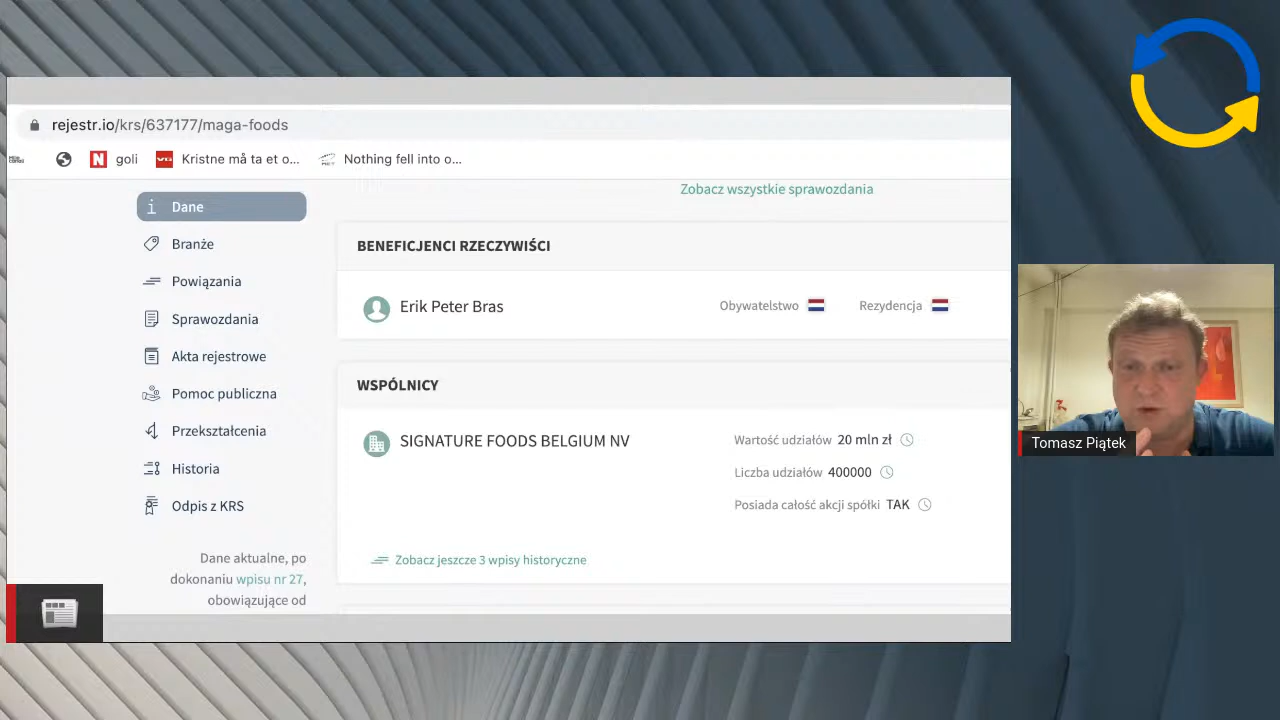 rejestr.io/krs/637177/maga-foods
goli
Kristne må ta et o...
Nothing fell into o...
Zobacz wszystkie sprawozdania
Dane
Branże
Powiązania
Sprawozdania
Akta rejestrowe
Pomoc publiczna
Przekształcenia
Historia
Odpis z KRS
Dane aktualne, po
dokonaniu wpisu nr 27,
obowiązujące od
BENEFICJENCI RZECZYWIŚCI
Erik Peter Bras
Obywatelstwo
Rezydencja
WSPÓLNICY
SIGNATURE FOODS BELGIUM NV
Wartość udziałów 20 mln zł
Liczba udziałów 400000
Posiada całość akcji spółki TAK
Zobacz jeszcze 3 wpisy historyczne
Tomasz Piątek